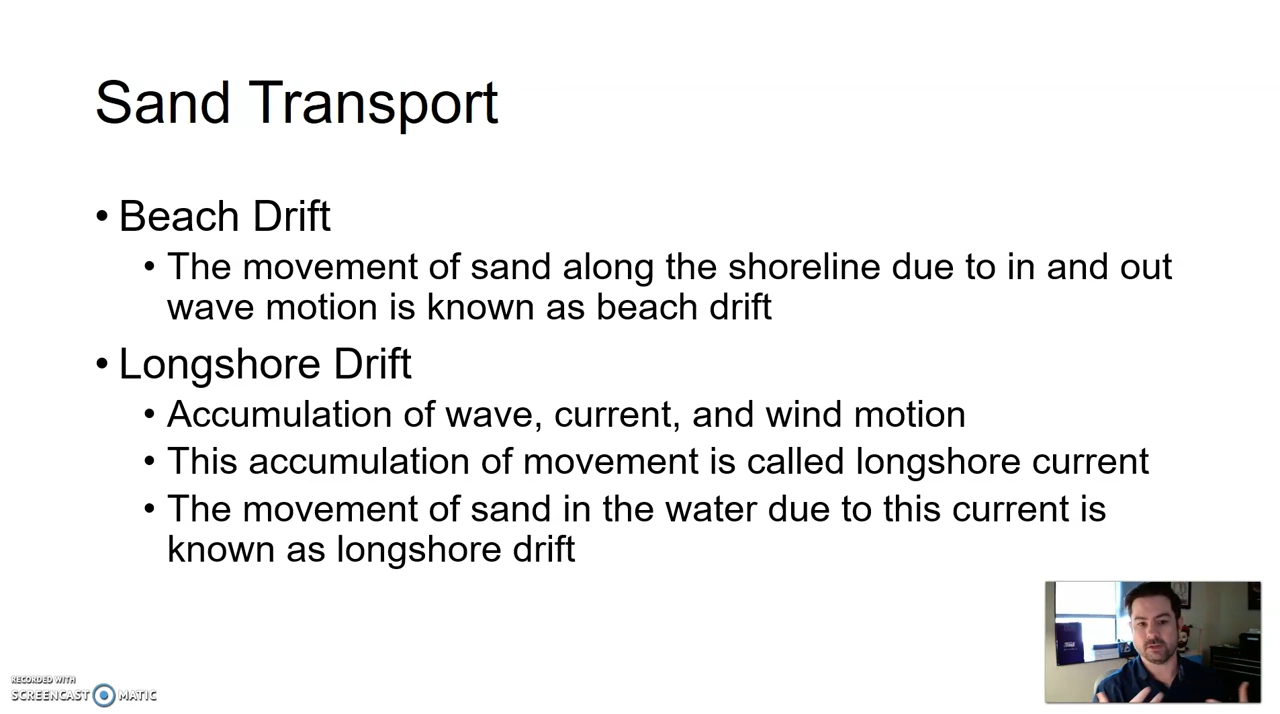 Sand Transport
• Beach Drift
• The movement of sand along the shoreline due to in and out
wave motion is known as beach drift
• Longshore Drift
• Accumulation of wave, current, and wind motion
• This accumulation of movement is called longshore current
• The movement of sand in the water due to this current is
known as longshore drift
RECORDED WITH
SCREENCAST MATIC